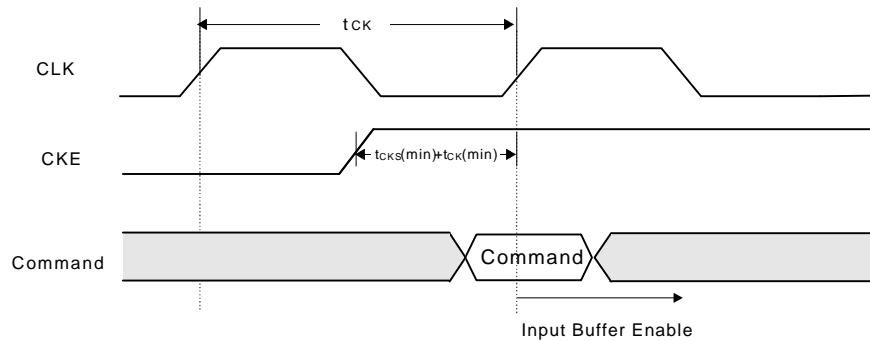 tCK
CLK
CKE
tCKS(min)+tCK(min)
Command
Command
Input Buffer Enable